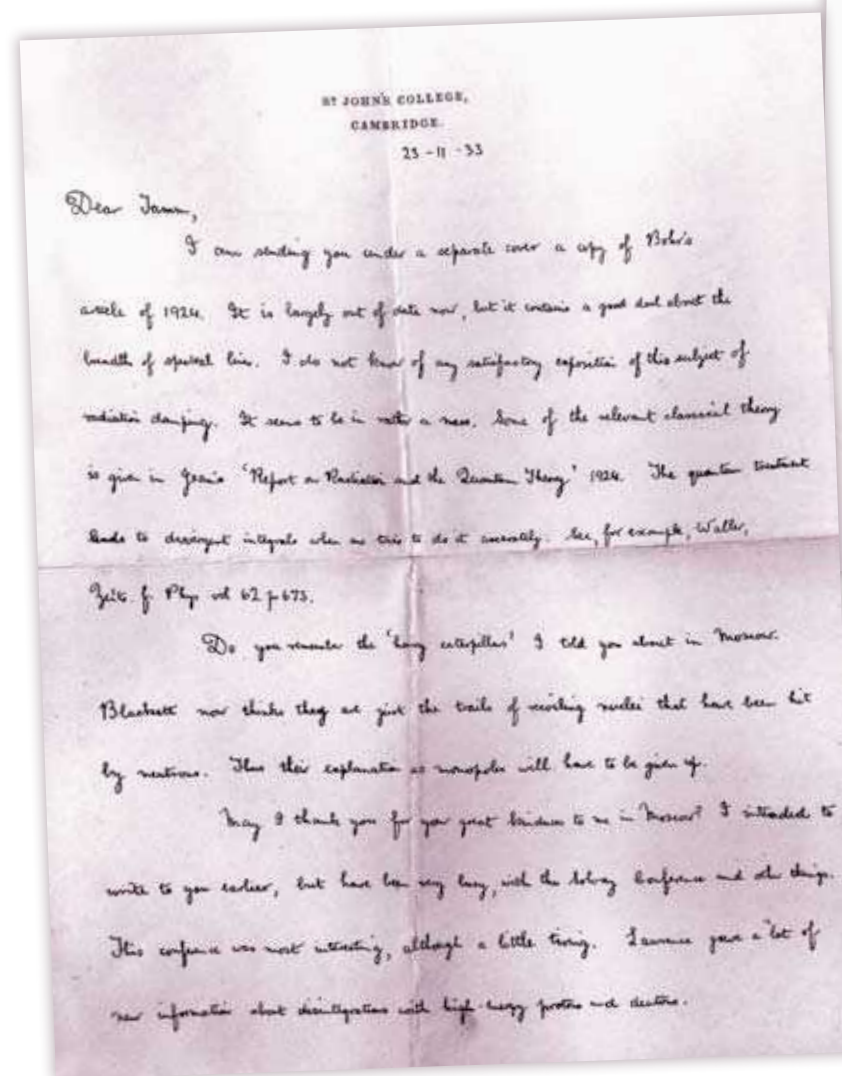 ST JOHN'S COLLEGE,
CAMBRIDGE.
23-11-33
Dear Tamm,
I am sending you under a separate cover a copy of Bohr's
article of 1924. It is largely out of date now, but it contains a good deal about the
breadth of spectral lines. I do not know of any satisfactory exposition of this subject of
radiation damping. It seems to be in rather a mess. Some of the relevant classical theory
is given in Jeans's 'Report on Radiation and the Quantum Theory' 1924. The quantum treatment
leads to divergent integrals when one tries to do it accurately. See, for example, Waller,
Zeits. f. Phys vol 62 p 673.
Do you remember the 'hairy caterpillars' I told you about in Moscow.
Blackett now thinks they are just the trails of recoiling nuclei that have been hit
by neutrons. Thus their explanation as monopoles will have to be given up.
May I thank you for your great kindness to me in Moscow? I intended to
write to you earlier, but have been very busy, with the Solvay Conference and other things.
This conference was most interesting, although a little tiring. Lawrence gave a lot of
new information about disintegrations with high-energy protons and deutons.